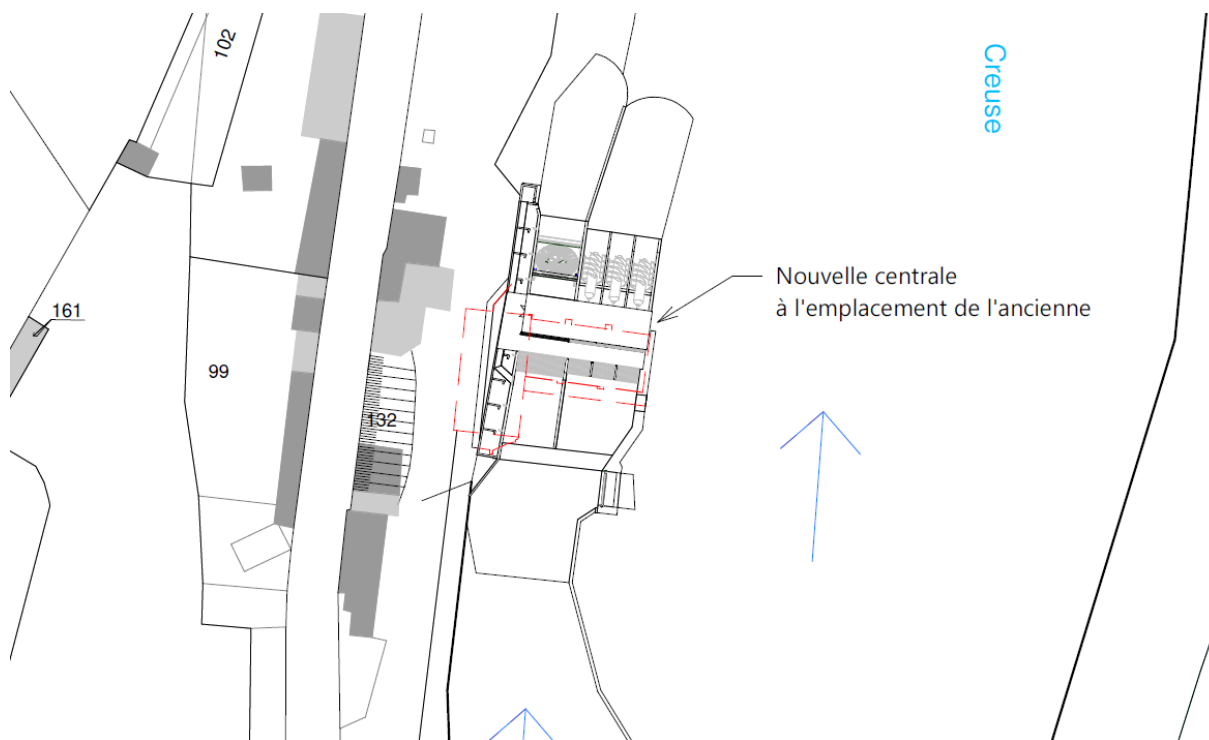 102
Creuse
Nouvelle centrale
à l'emplacement de l'ancienne
161
99
132